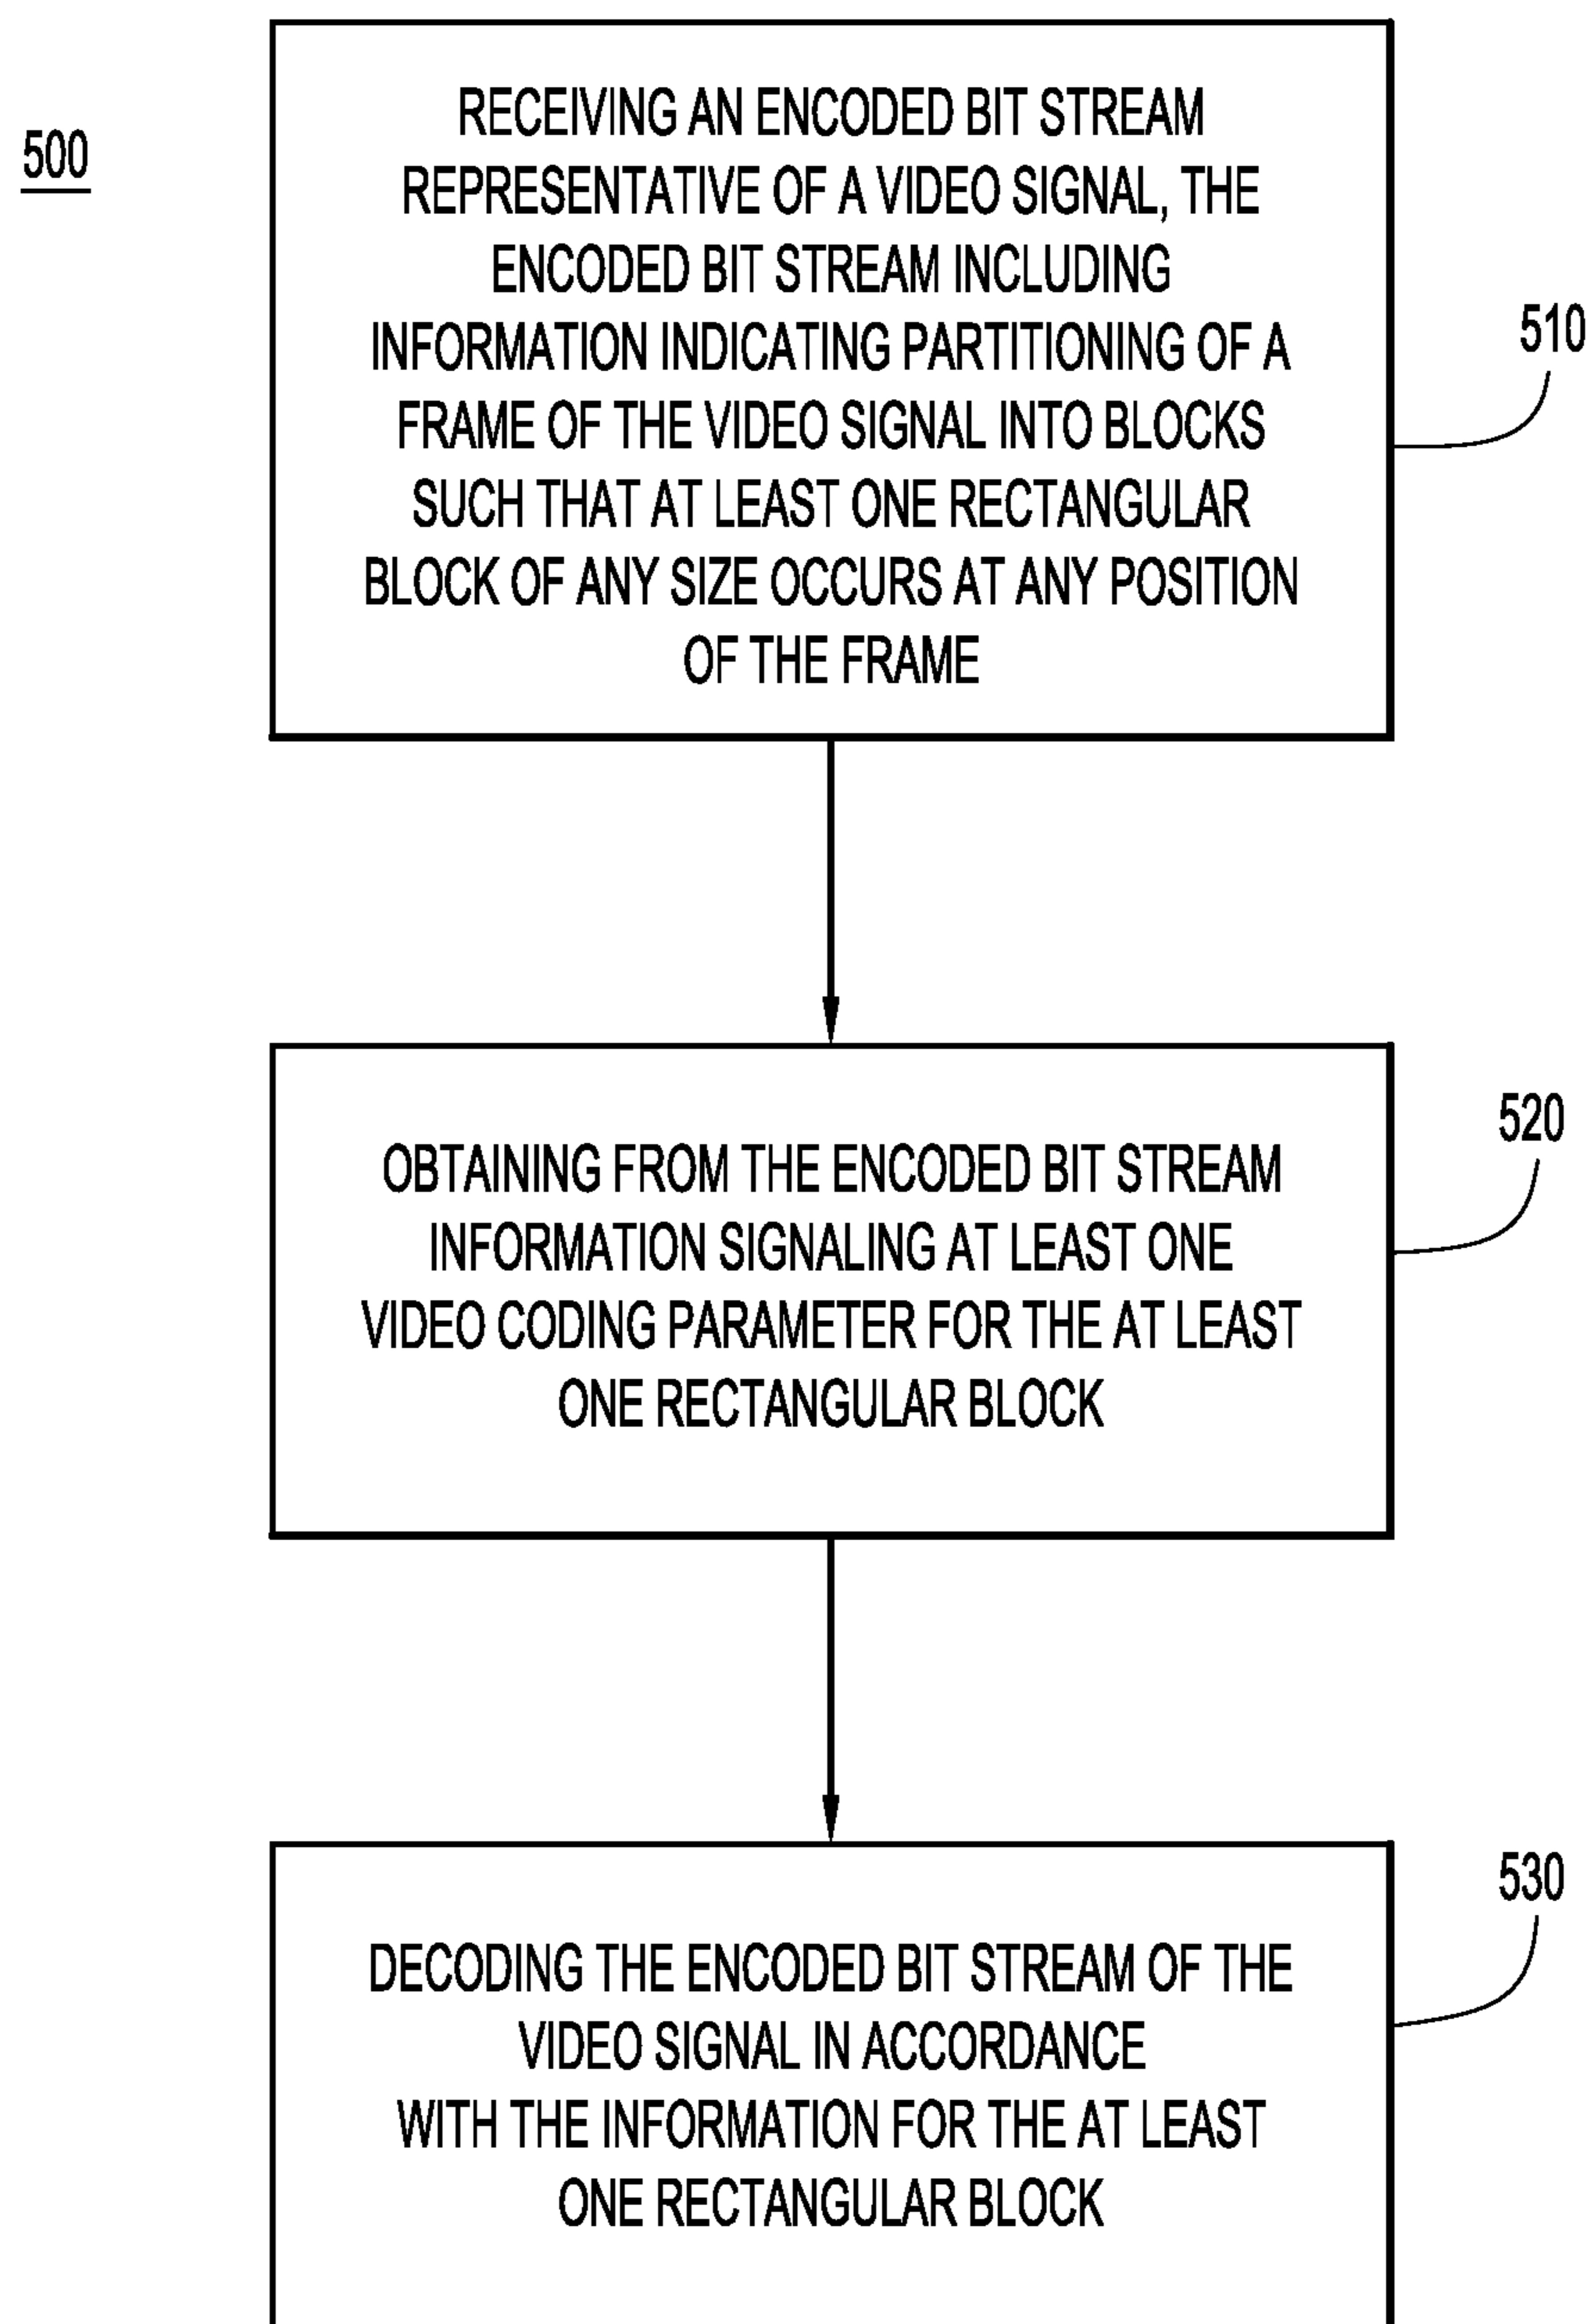 500
RECEIVING AN ENCODED BIT STREAM
REPRESENTATIVE OF A VIDEO SIGNAL, THE
ENCODED BIT STREAM INCLUDING
INFORMATION INDICATING PARTITIONING OF A
FRAME OF THE VIDEO SIGNAL INTO BLOCKS
SUCH THAT AT LEAST ONE RECTANGULAR
BLOCK OF ANY SIZE OCCURS AT ANY POSITION
OF THE FRAME
510
OBTAINING FROM THE ENCODED BIT STREAM
INFORMATION SIGNALING AT LEAST ONE
VIDEO CODING PARAMETER FOR THE AT LEAST
ONE RECTANGULAR BLOCK
520
DECODING THE ENCODED BIT STREAM OF THE
VIDEO SIGNAL IN ACCORDANCE
WITH THE INFORMATION FOR THE AT LEAST
ONE RECTANGULAR BLOCK
530